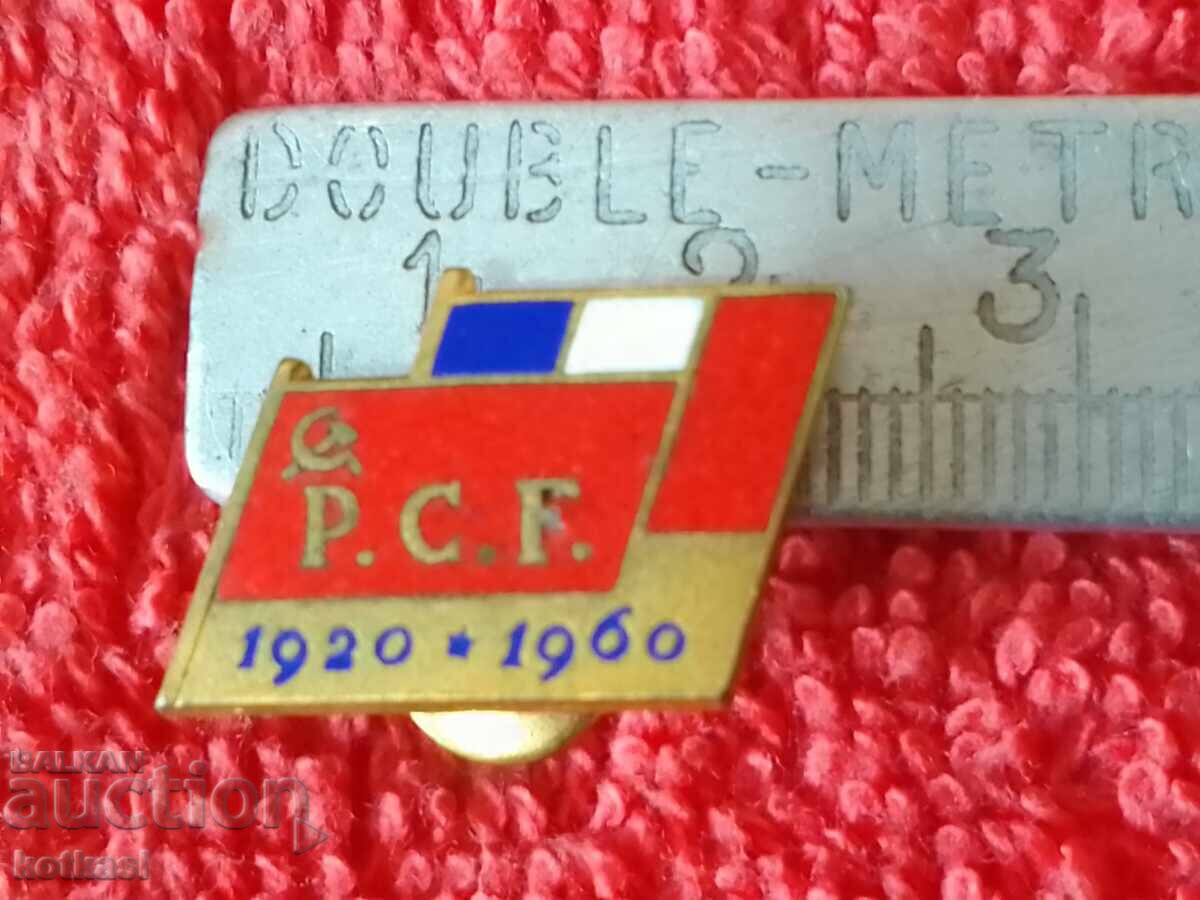 DOUBLE-METR
1 2 3
P.C.F.
1920 ★ 1960
BALKAN
auction
kotkasl